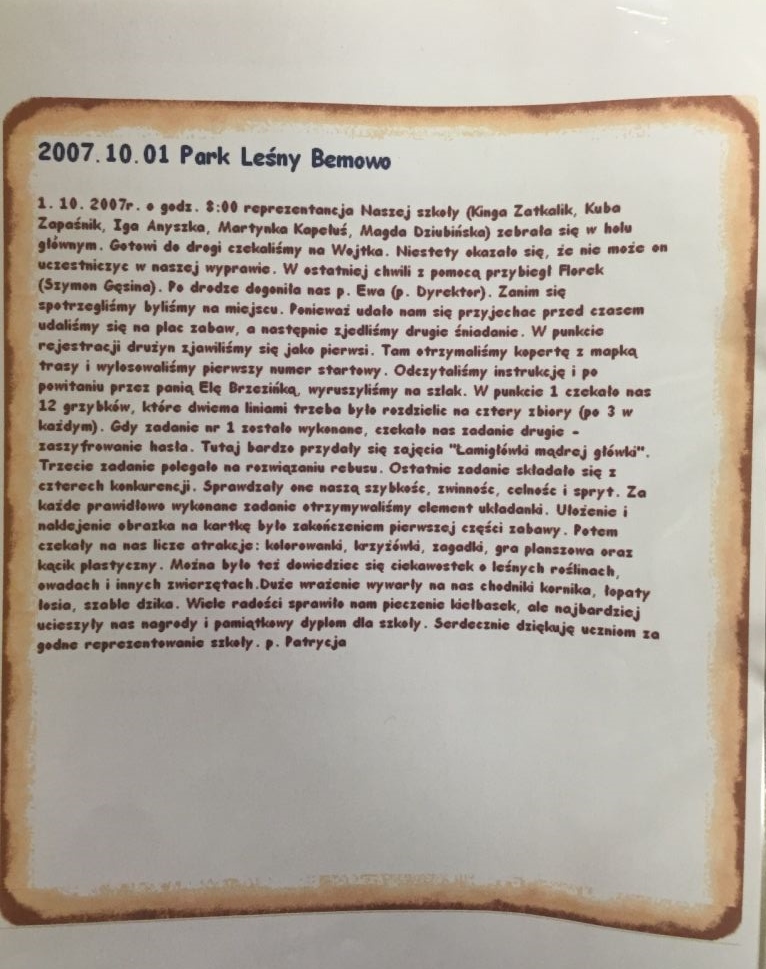 2007.10.01 Park Leśny Bemowo
1. 10. 2007r. o godz. 8:00 reprezentancja Naszej szkoły (Kinga Zatkalik, Kuba
Zapaśnik, Iga Anyszka, Martynka Kapeluś, Magda Dziubińska) zebrała się w holu
głównym. Gotowi do drogi czekaliśmy na Wojtka. Niestety okazało się, że nie może on
uczestniczyc w naszej wyprawie. W ostatniej chwili z pomocą przybiegł Florek
(Szymon Gęsina). Po drodze dogoniła nas p. Ewa (p. Dyrektor). Zanim się
spotrzegliśmy byliśmy na miejscu. Ponieważ udało nam się przyjechac przed czasem
udaliśmy się na plac zabaw, a następnie zjedliśmy drugie śniadanie. W punkcie
rejestracji drużyn zjawiliśmy się jako pierwsi. Tam otrzymaliśmy kopertę z mapką
trasy i wylosowaliśmy pierwszy numer startowy. Odczytaliśmy instrukcję i po
powitaniu przez panią Elę Brzezińką, wyruszyliśmy na szlak. W punkcie 1 czekało nas
12 grzybków, które dwiema liniami trzeba było rozdzielic na cztery zbiory (po 3 w
każdym). Gdy zadanie nr 1 zostało wykonane, czekało nas zadanie drugie -
zaszyfrowanie hasła. Tutaj bardzo przydały się zajęcia "Łamigłówki mądrej główki".
Trzecie zadanie polegało na rozwiązaniu rebusu. Ostatnie zadanie składało się z
czterech konkurencji. Sprawdzały one naszą szybkośc, zwinnośc, celnośc i spryt. Za
każde prawidłowo wykonane zadanie otrzymywaliśmy element układanki. Ułożenie i
naklejenie obrazka na kartkę było zakończeniem pierwszej części zabawy. Potem
czekały na nas licze atrakcje: kolorowanki, krzyżówki, zagadki, gra planszowa oraz
kącik plastyczny. Można było też dowiedziec się ciekawostek o leśnych roślinach,
owadach i innych zwierzętach.Duże wrażenie wywarły na nas chodniki kornika, łopaty
łosia, szable dzika. Wiele radości sprawiło nam pieczenie kiełbasek, ale najbardziej
ucieszyły nas nagrody i pamiątkowy dyplom dla szkoły. Serdecznie dziękuję uczniom za
godne reprezentowanie szkoły. p. Patrycja